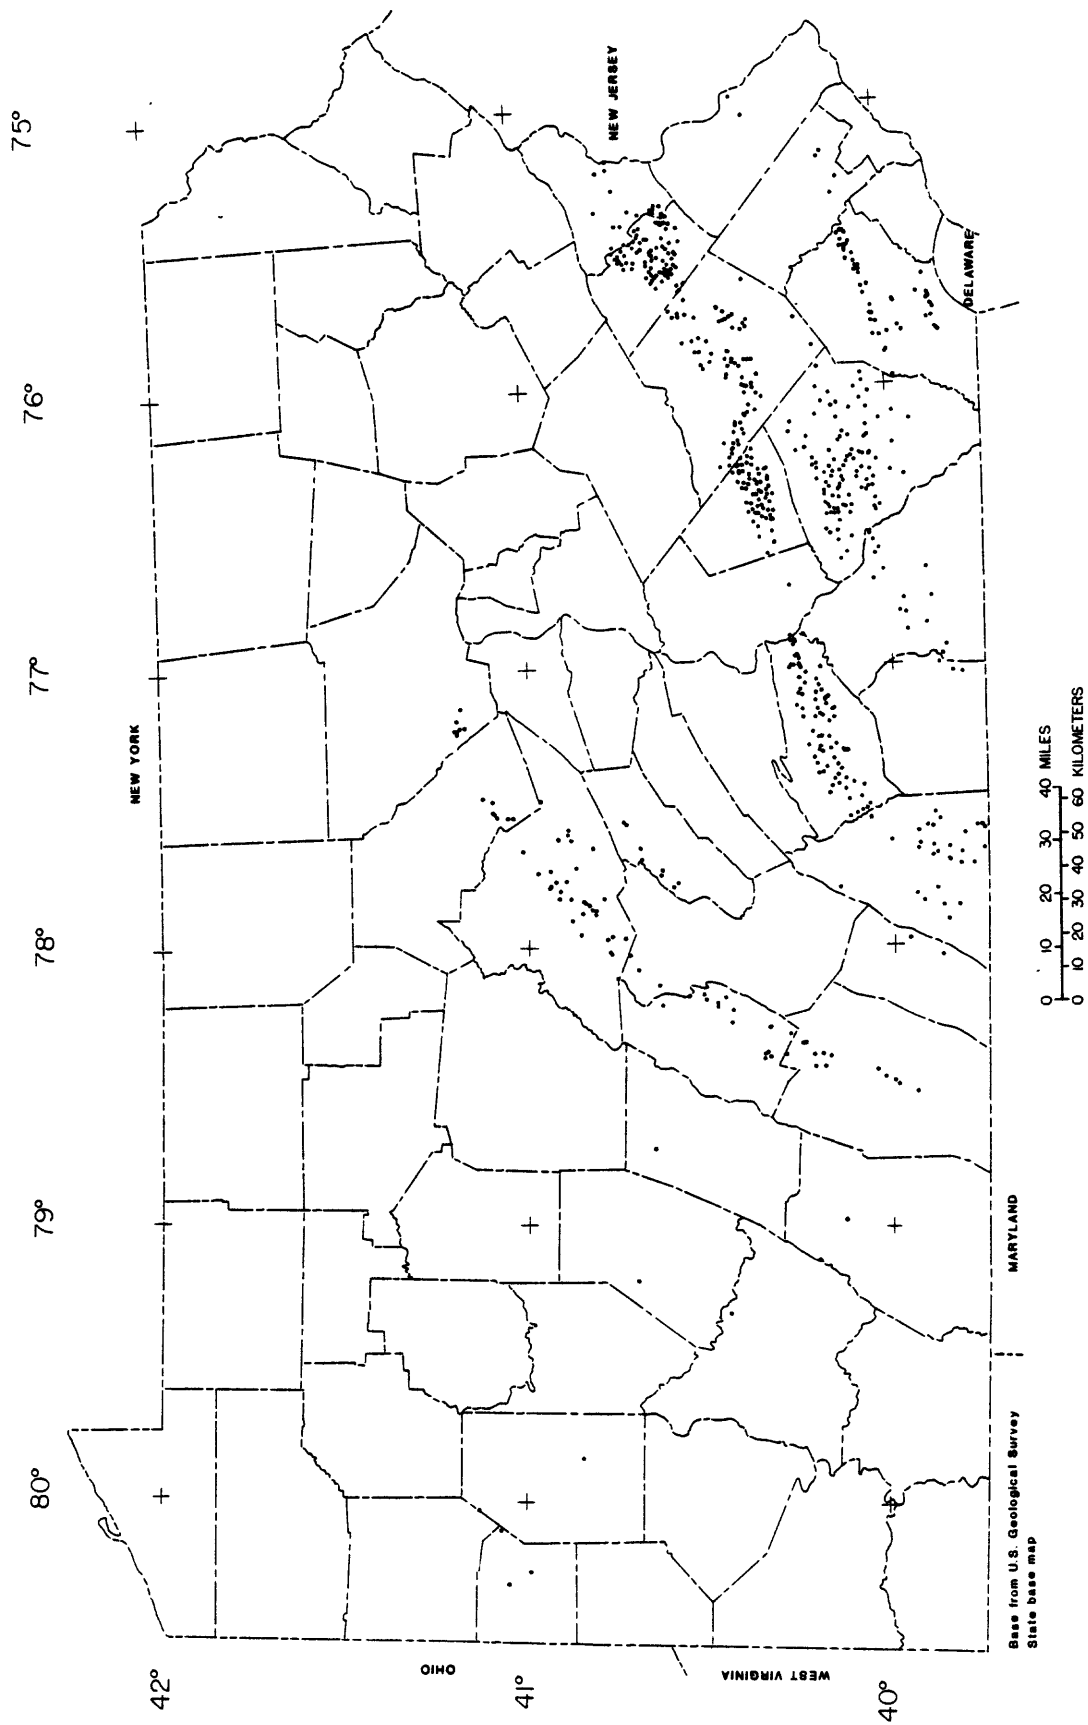 80° 79° 78° 77° 76° 75°
42°
41°
40°
NEW YORK
OHIO
WEST VIRGINIA
MARYLAND
DELAWARE
NEW JERSEY
Base from U.S. Geological Survey
State base map
0 10 20 30 40 MILES
0 10 20 30 40 50 60 KILOMETERS